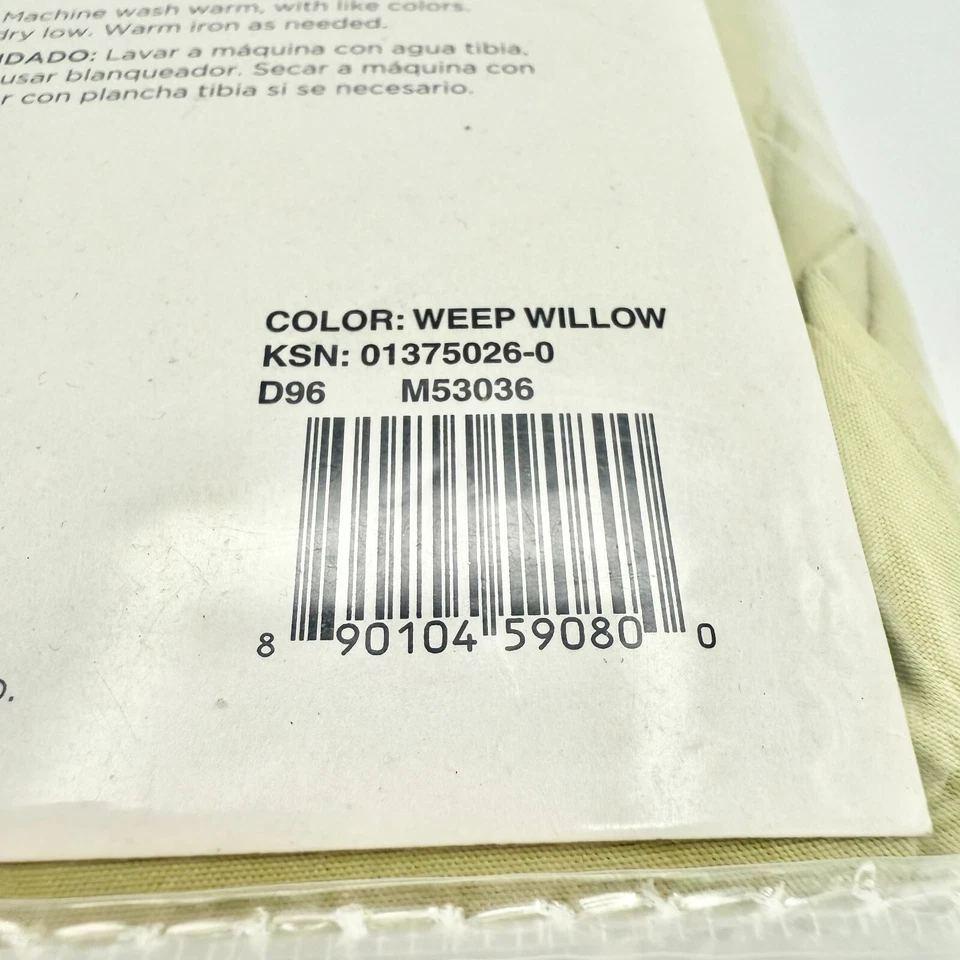 Machine wash warm, with like colors.
dry low. Warm iron as needed.
DADO: Lavar a máquina con agua tibia,
usar blanqueador. Secar a máquina con
r con plancha tibia si se necesario.
COLOR: WEEP WILLOW
KSN: 01375026-0
D96 M53036
8 90104 59080 0